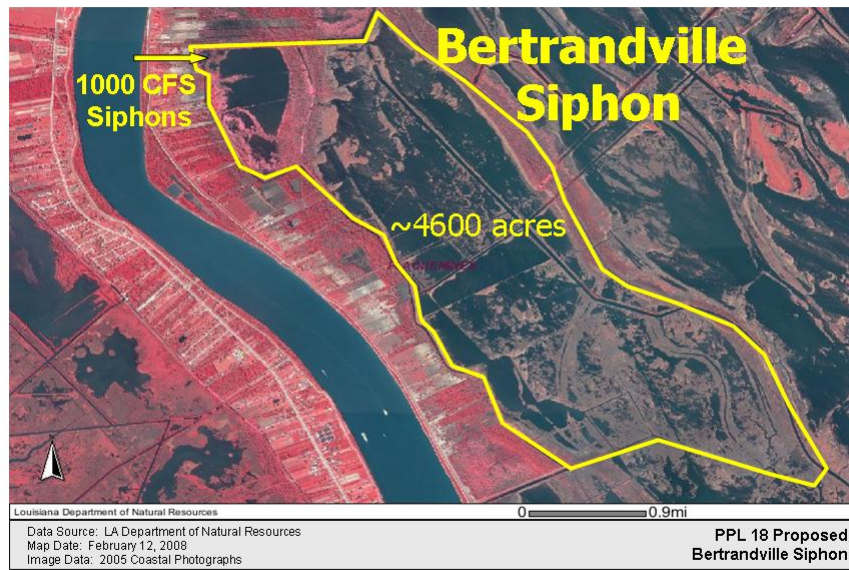 Bertrandville
Siphon
1000 CFS
Siphons
~4600 acres
PLAQUEMINES
Louisiana Department of Natural Resources
0 0.9mi
Data Source: LA Department of Natural Resources
Map Date: February 12, 2008
Image Data: 2005 Coastal Photographs
PPL 18 Proposed
Bertrandville Siphon